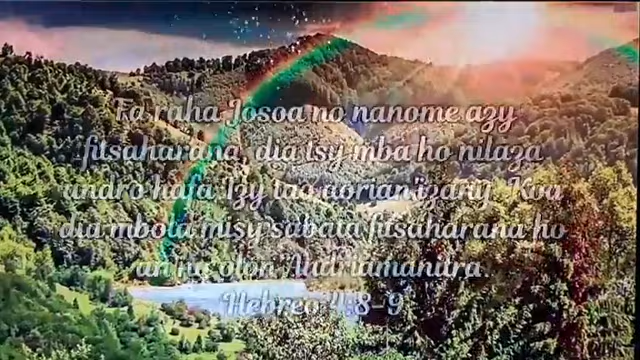 Fa raha Josoa no nanome azy
fitsaharana, dia tsy mba ho nilaza
andro hafa Izy tao aorian'izany. Koa
dia mbola misy sabata fitsaharana ho
an'ny olon'Andriamanitra.
Hebreo 4:8-9